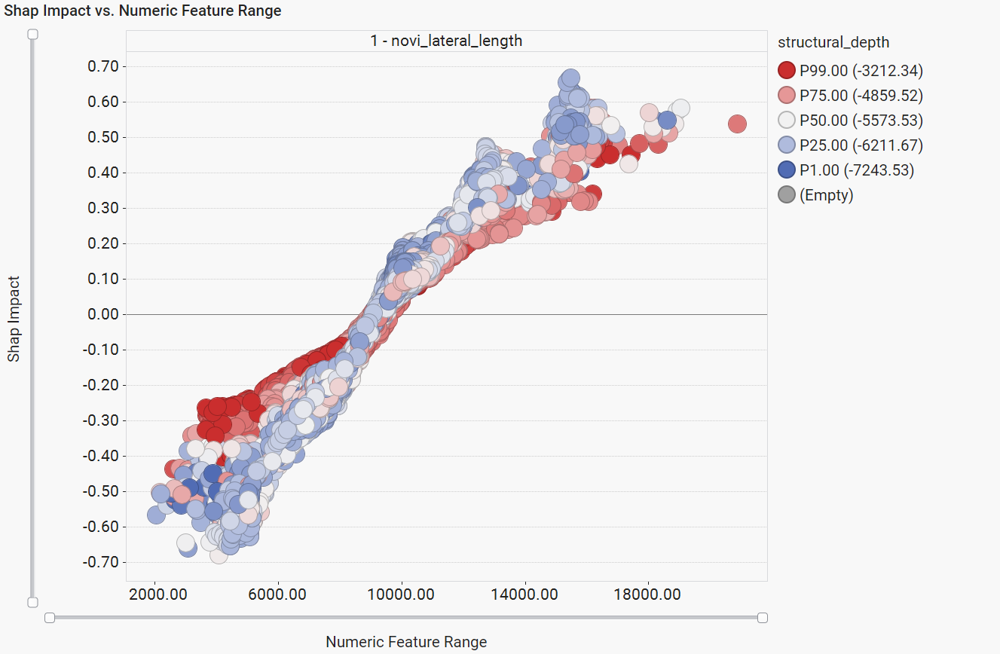 Shap Impact vs. Numeric Feature Range
1 - novi_lateral_length
structural_depth
P99.00 (-3212.34)
P75.00 (-4859.52)
P50.00 (-5573.53)
P25.00 (-6211.67)
P1.00 (-7243.53)
(Empty)
Shap Impact
0.70
0.60
0.50
0.40
0.30
0.20
0.10
0.00
-0.10
-0.20
-0.30
-0.40
-0.50
-0.60
-0.70
2000.00 6000.00 10000.00 14000.00 18000.00
Numeric Feature Range